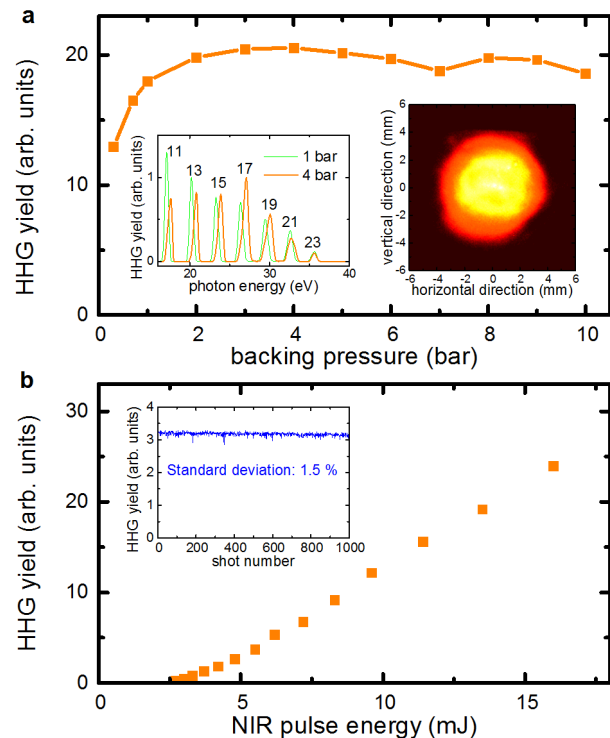 a
HHG yield (arb. units)
20
10
0
0 2 4 6 8 10
backing pressure (bar)
HHG yield (arb. units)
1
0
11 13 15 17 19 21 23
1 bar
4 bar
20 30 40
photon energy (eV)
vertical direction (mm)
6
4
2
0
-2
-4
-6
-6 -4 -2 0 2 4 6
horizontal direction (mm)
b
HHG yield (arb. units)
30
20
10
0
0 5 10 15
NIR pulse energy (mJ)
HHG yield (arb. units)
4
3
2
1
0
Standard deviation: 1.5 %
0 200 400 600 800 1000
shot number